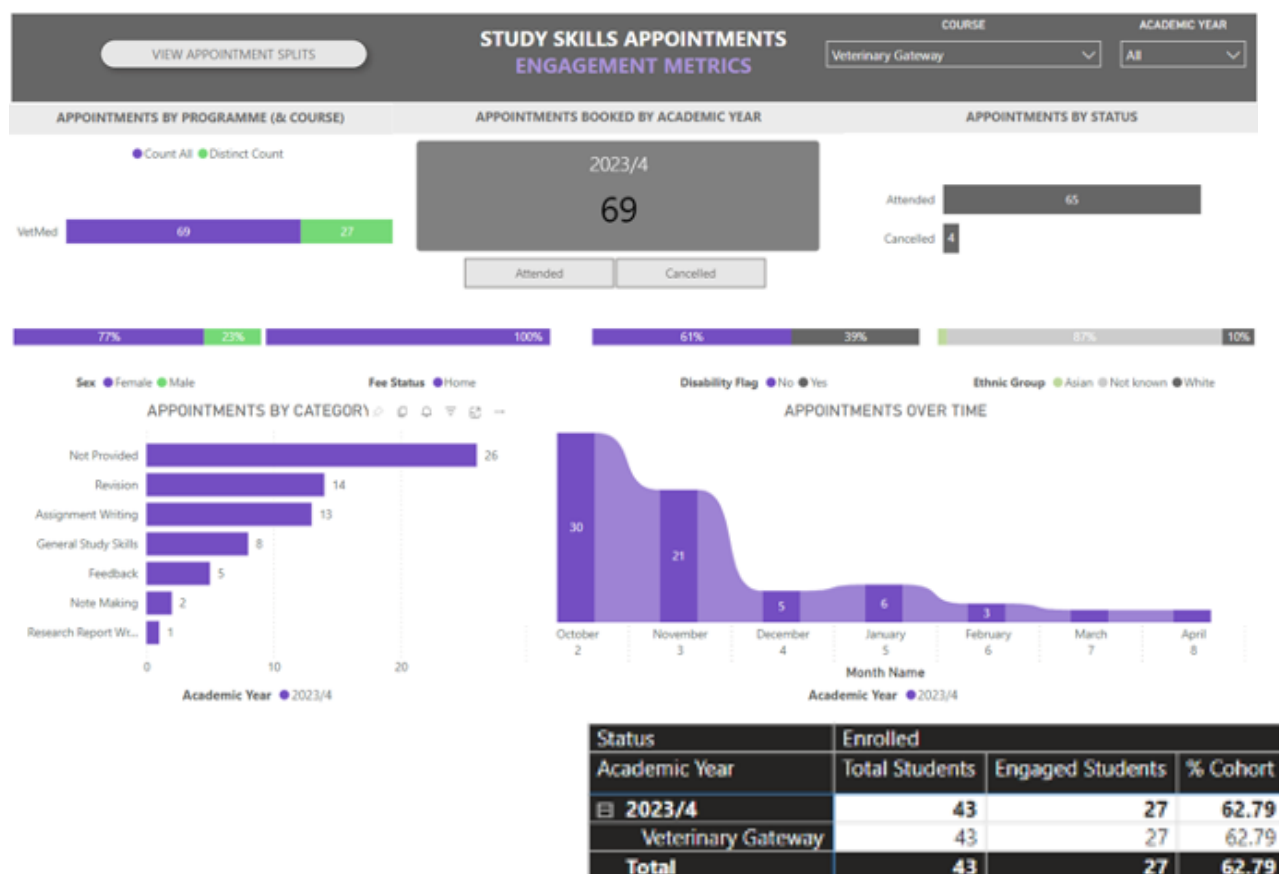 VIEW APPOINTMENT SPLITS
STUDY SKILLS APPOINTMENTS
ENGAGEMENT METRICS
COURSE
Veterinary Gateway
ACADEMIC YEAR
All
APPOINTMENTS BY PROGRAMME (& COURSE)
Count All Distinct Count
VetMed 69 27
APPOINTMENTS BOOKED BY ACADEMIC YEAR
2023/4
69
Attended Cancelled
APPOINTMENTS BY STATUS
Attended 65
Cancelled 4
77% 23%
Sex Female Male
100%
Fee Status Home
61% 39%
Disability Flag No Yes
87% 10%
Ethnic Group Asian Not known White
APPOINTMENTS BY CATEGORY
Not Provided 26
Revision 14
Assignment Writing 13
General Study Skills 8
Feedback 5
Note Making 2
Research Report Wr... 1
0 10 20
Academic Year 2023/4
APPOINTMENTS OVER TIME
30 21 5 6 3
October November December January February March April
2 3 4 5 6 7 8
Month Name
Academic Year 2023/4
Status Enrolled
Academic Year Total Students Engaged Students % Cohort
2023/4 43 27 62.79
Veterinary Gateway 43 27 62.79
Total 43 27 62.79